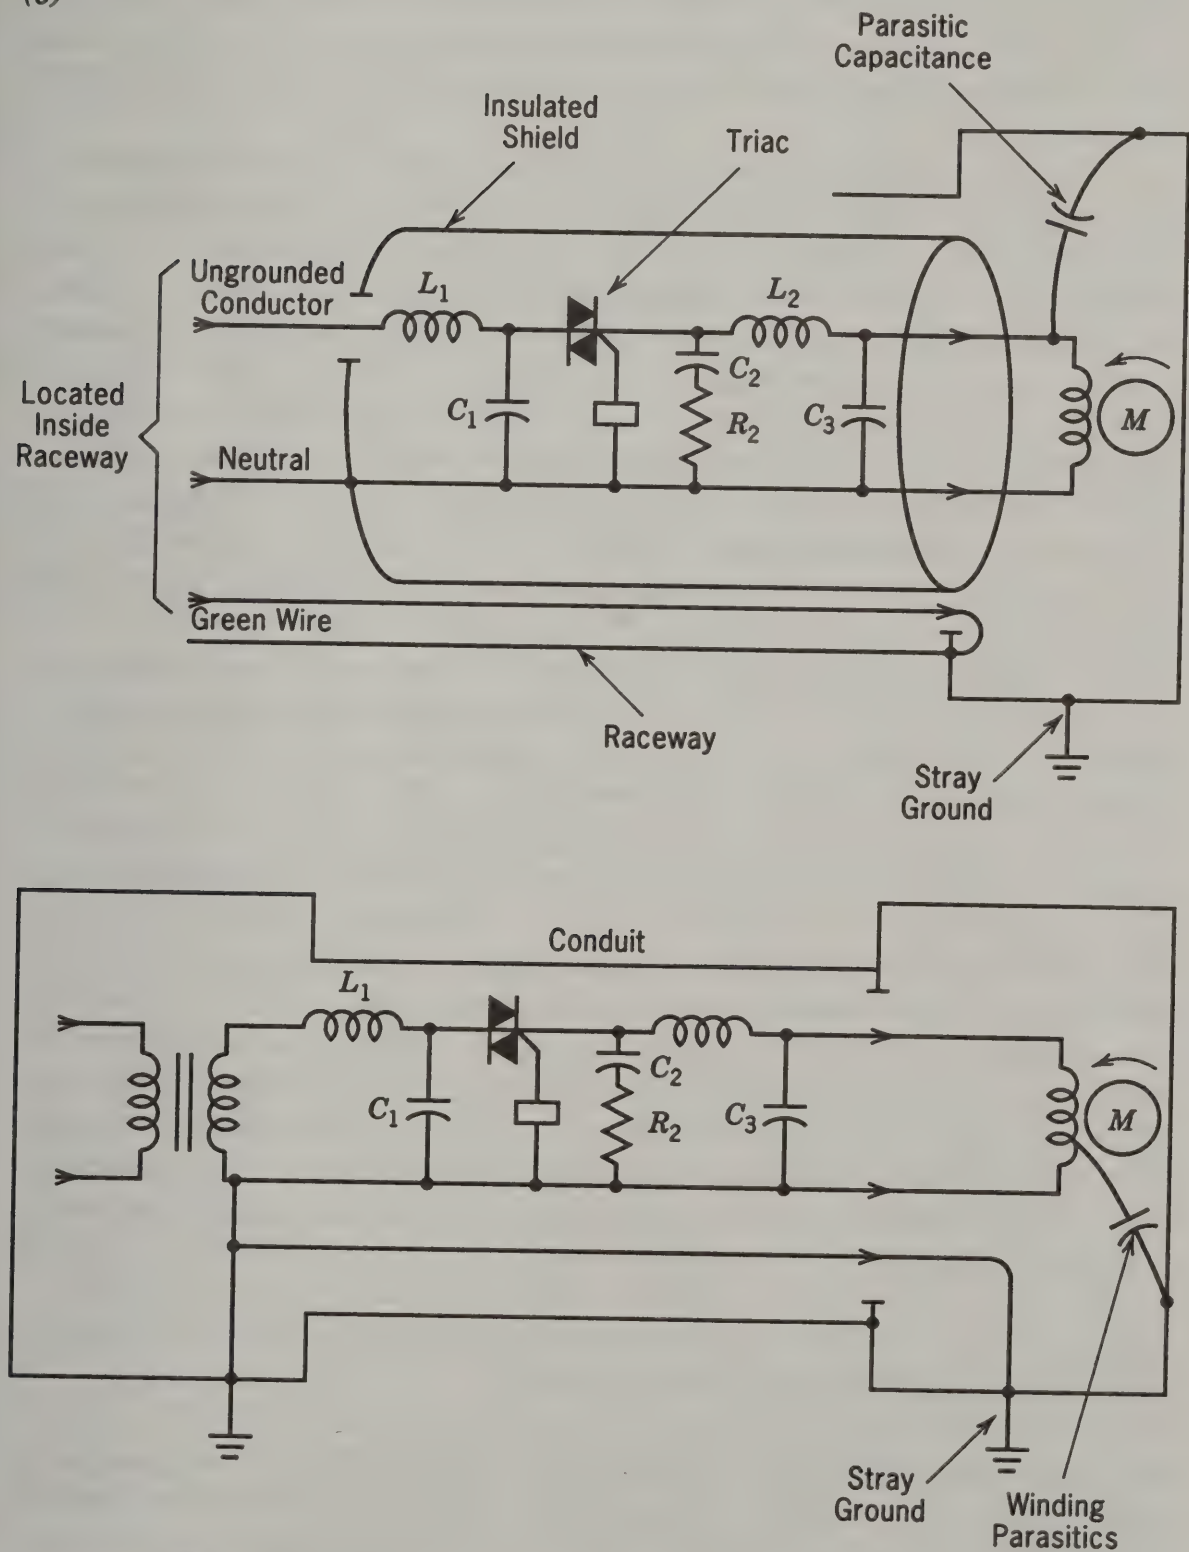 Parasitic
Capacitance
Insulated
Shield
Triac
Ungrounded
Conductor
L1
L2
Located
Inside
Raceway
C1
C2
R2
C3
M
Neutral
Green Wire
Raceway
Stray
Ground
Conduit
L1
C1
C2
R2
C3
M
Stray
Ground
Winding
Parasitics